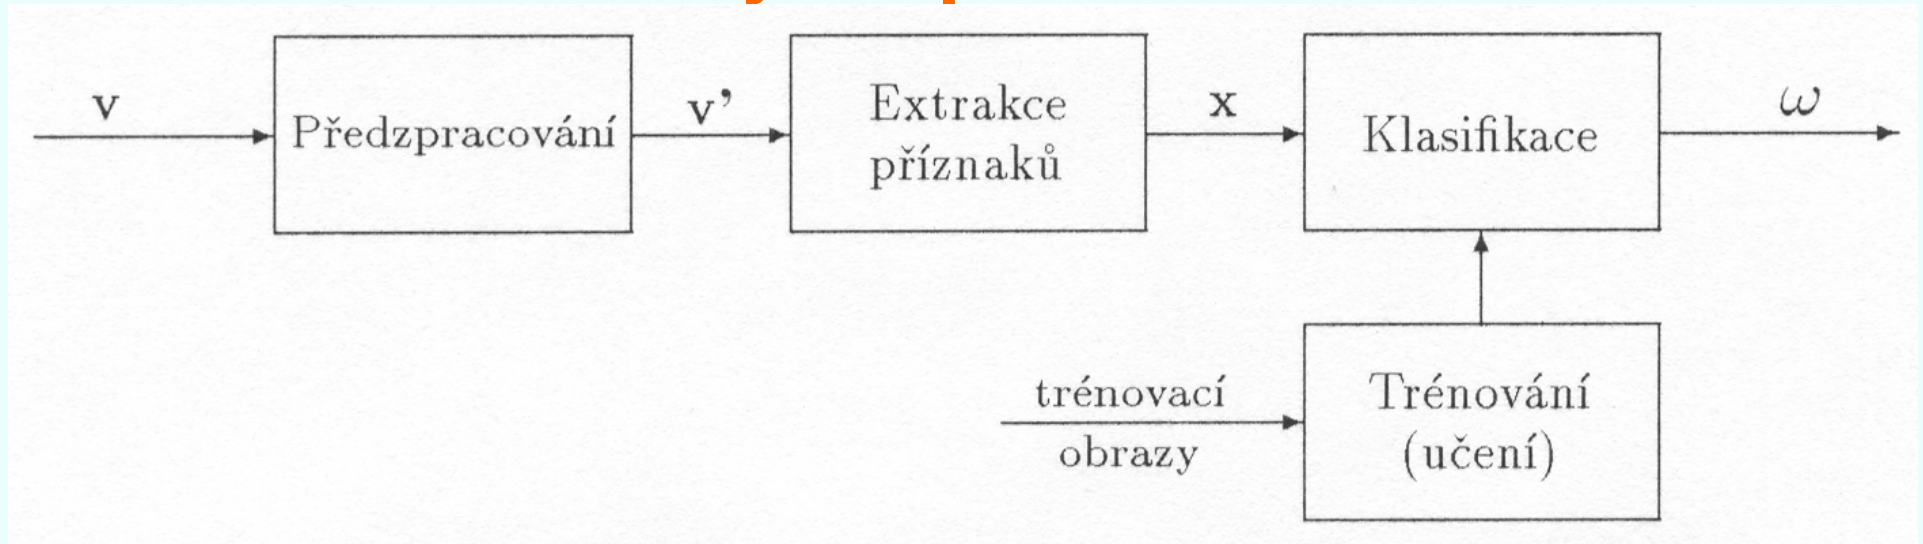 v
Předzpracování
v’
Extrakce
příznaků
x
Klasifikace
ω
trénovací
obrazy
Trénování
(učení)